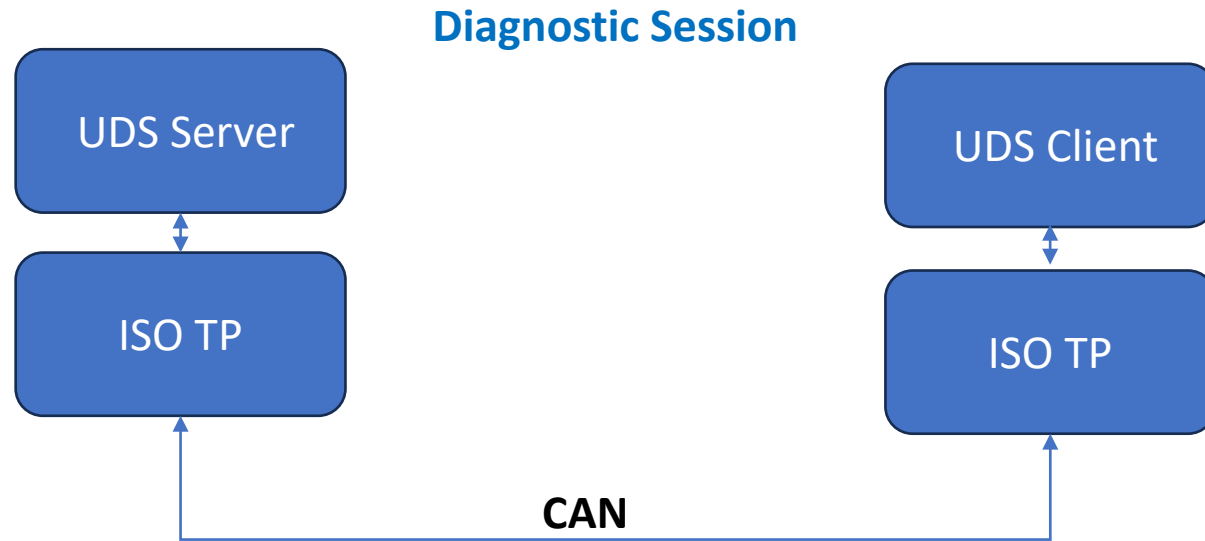 Diagnostic Session
UDS Server
UDS Client
ISO TP
ISO TP
CAN